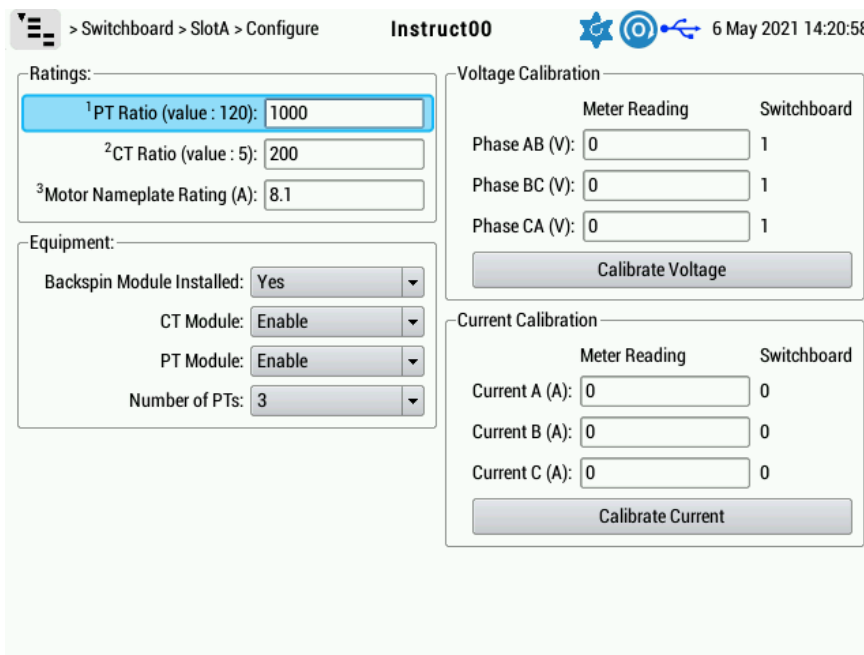 > Switchboard > SlotA > Configure Instruct00 6 May 2021 14:20:58
Ratings:
¹PT Ratio (value : 120): 1000
²CT Ratio (value : 5): 200
³Motor Nameplate Rating (A): 8.1
Equipment:
Backspin Module Installed: Yes
CT Module: Enable
PT Module: Enable
Number of PTs: 3
Voltage Calibration
Meter Reading Switchboard
Phase AB (V): 0 1
Phase BC (V): 0 1
Phase CA (V): 0 1
Calibrate Voltage
Current Calibration
Meter Reading Switchboard
Current A (A): 0 0
Current B (A): 0 0
Current C (A): 0 0
Calibrate Current